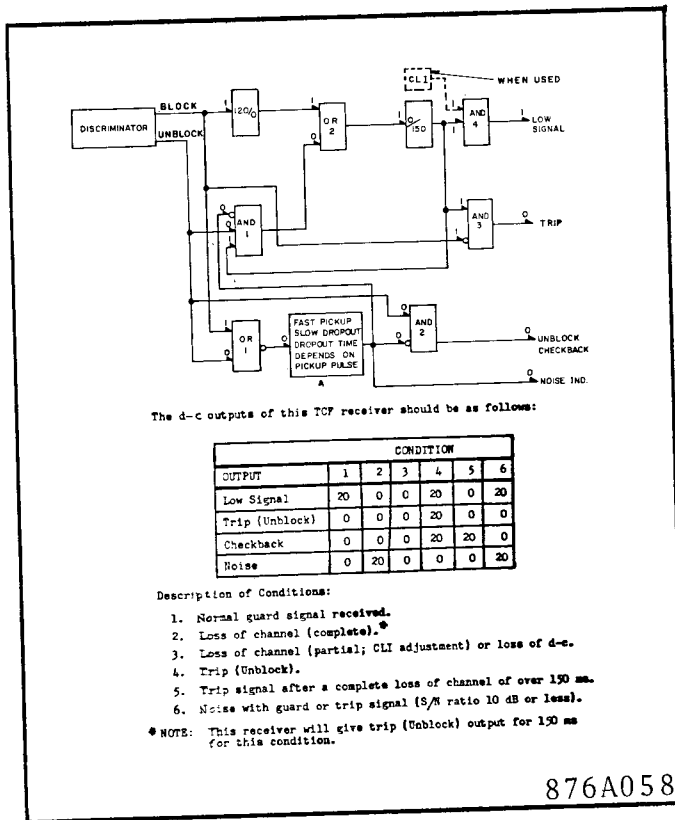 CLI
WHEN USED
BLOCK
1
120/0
1
OR
2
1
0/150
1
1
AND
4
1
LOW
SIGNAL
DISCRIMINATOR
UNBLOCK
0
0
0
0
1
AND
1
1
1
AND
3
0
TRIP
1
0
OR
1
0
FAST PICKUP
SLOW DROPOUT
DROPOUT TIME
DEPENDS ON
PICKUP PULSE
A
0
0
AND
2
0
UNBLOCK
CHECKBACK
0
NOISE IND.
The d-c outputs of this TCF receiver should be as follows:
CONDITION
OUTPUT 1 2 3 4 5 6
Low Signal 20 0 0 20 0 20
Trip (Unblock) 0 0 0 20 0 0
Checkback 0 0 0 20 20 0
Noise 0 20 0 0 0 20
Description of Conditions:
1. Normal guard signal received.
2. Loss of channel (complete).*
3. Loss of channel (partial; CLI adjustment) or loss of d-c.
4. Trip (Unblock).
5. Trip signal after a complete loss of channel of over 150 ms.
6. Noise with guard or trip signal (S/N ratio 10 dB or less).
* NOTE: This receiver will give trip (Unblock) output for 150 ms
for this condition.
876A058